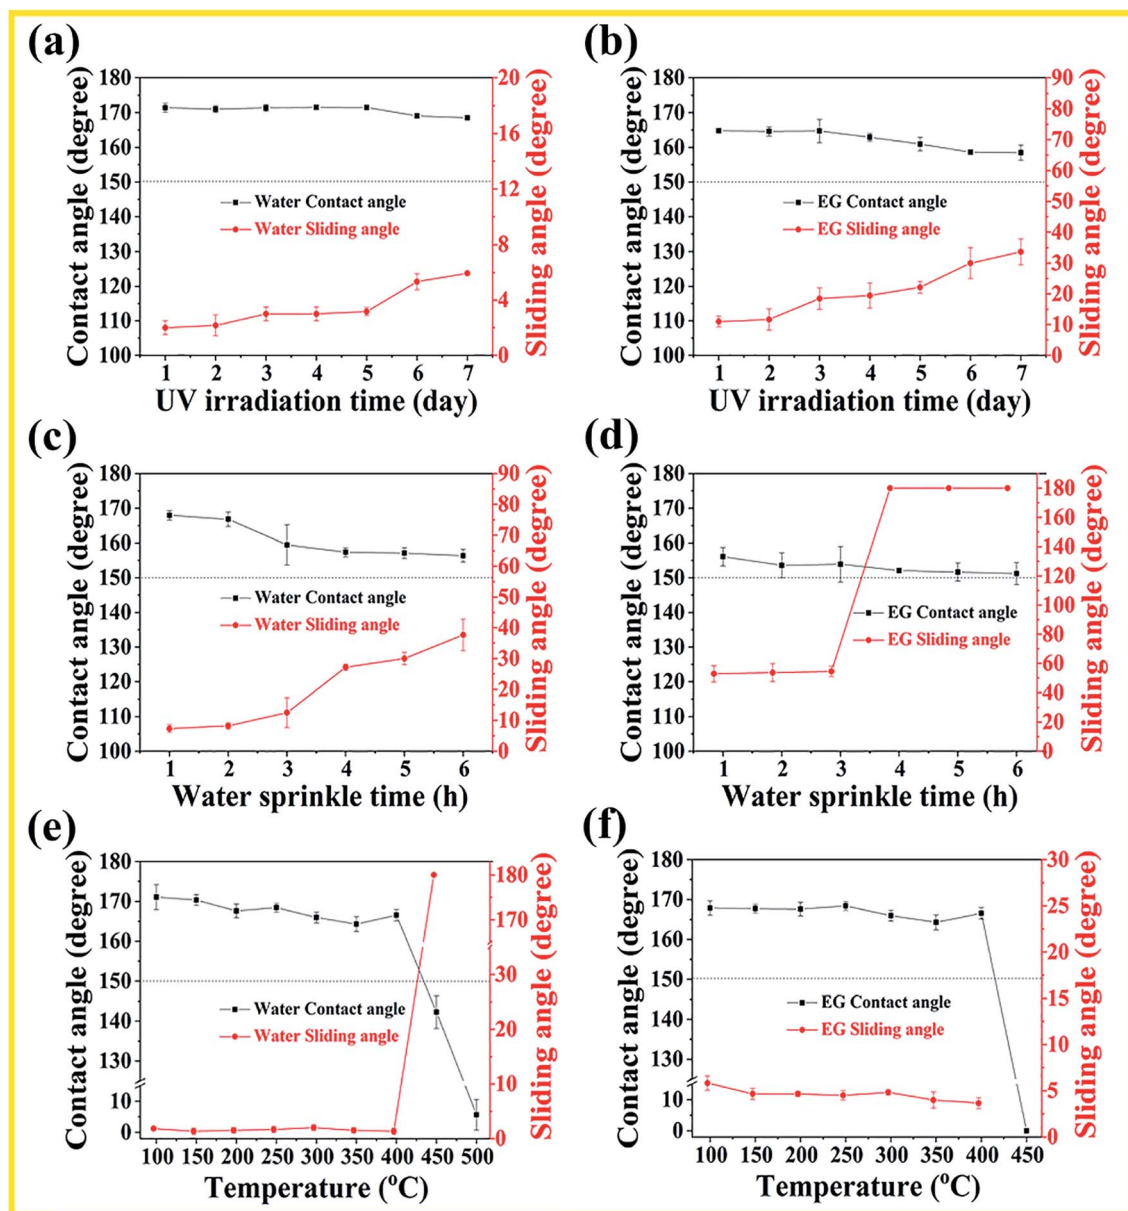 (a)
Contact angle ((degree)
180
170
160
150
140
130
120
110
100
Water Contact angle
Water Sliding angle
20
16
12
8
4
0
Sliding angle (degree)
1 2 3 4 5 6 7
UV irradiation time (day)
(b)
Contact angle ((degree)
180
170
160
150
140
130
120
110
100
EG Contact angle
EG Sliding angle
90
80
70
60
50
40
30
20
10
0
Sliding angle (degree)
1 2 3 4 5 6 7
UV irradiation time (day)
(c)
Contact angle ((degree)
180
170
160
150
140
130
120
110
100
Water Contact angle
Water Sliding angle
90
80
70
60
50
40
30
20
10
0
Sliding angle (degree)
1 2 3 4 5 6
Water sprinkle time (h)
(d)
Contact angle ((degree)
180
170
160
150
140
130
120
110
100
EG Contact angle
EG Sliding angle
180
160
140
120
100
80
60
40
20
0
Sliding angle (degree)
1 2 3 4 5 6
Water sprinkle time (h)
(e)
Contact angle ((degree)
180
170
160
150
140
130
10
0
Water Contact angle
Water Sliding angle
180
170
30
20
10
0
Sliding angle (degree)
100 150 200 250 300 350 400 450 500
Temperature (°C)
(f)
Contact angle ((degree)
180
170
160
150
140
130
10
0
EG Contact angle
EG Sliding angle
30
25
20
15
10
5
0
Sliding angle (degree)
100 150 200 250 300 350 400 450
Temperature (°C)